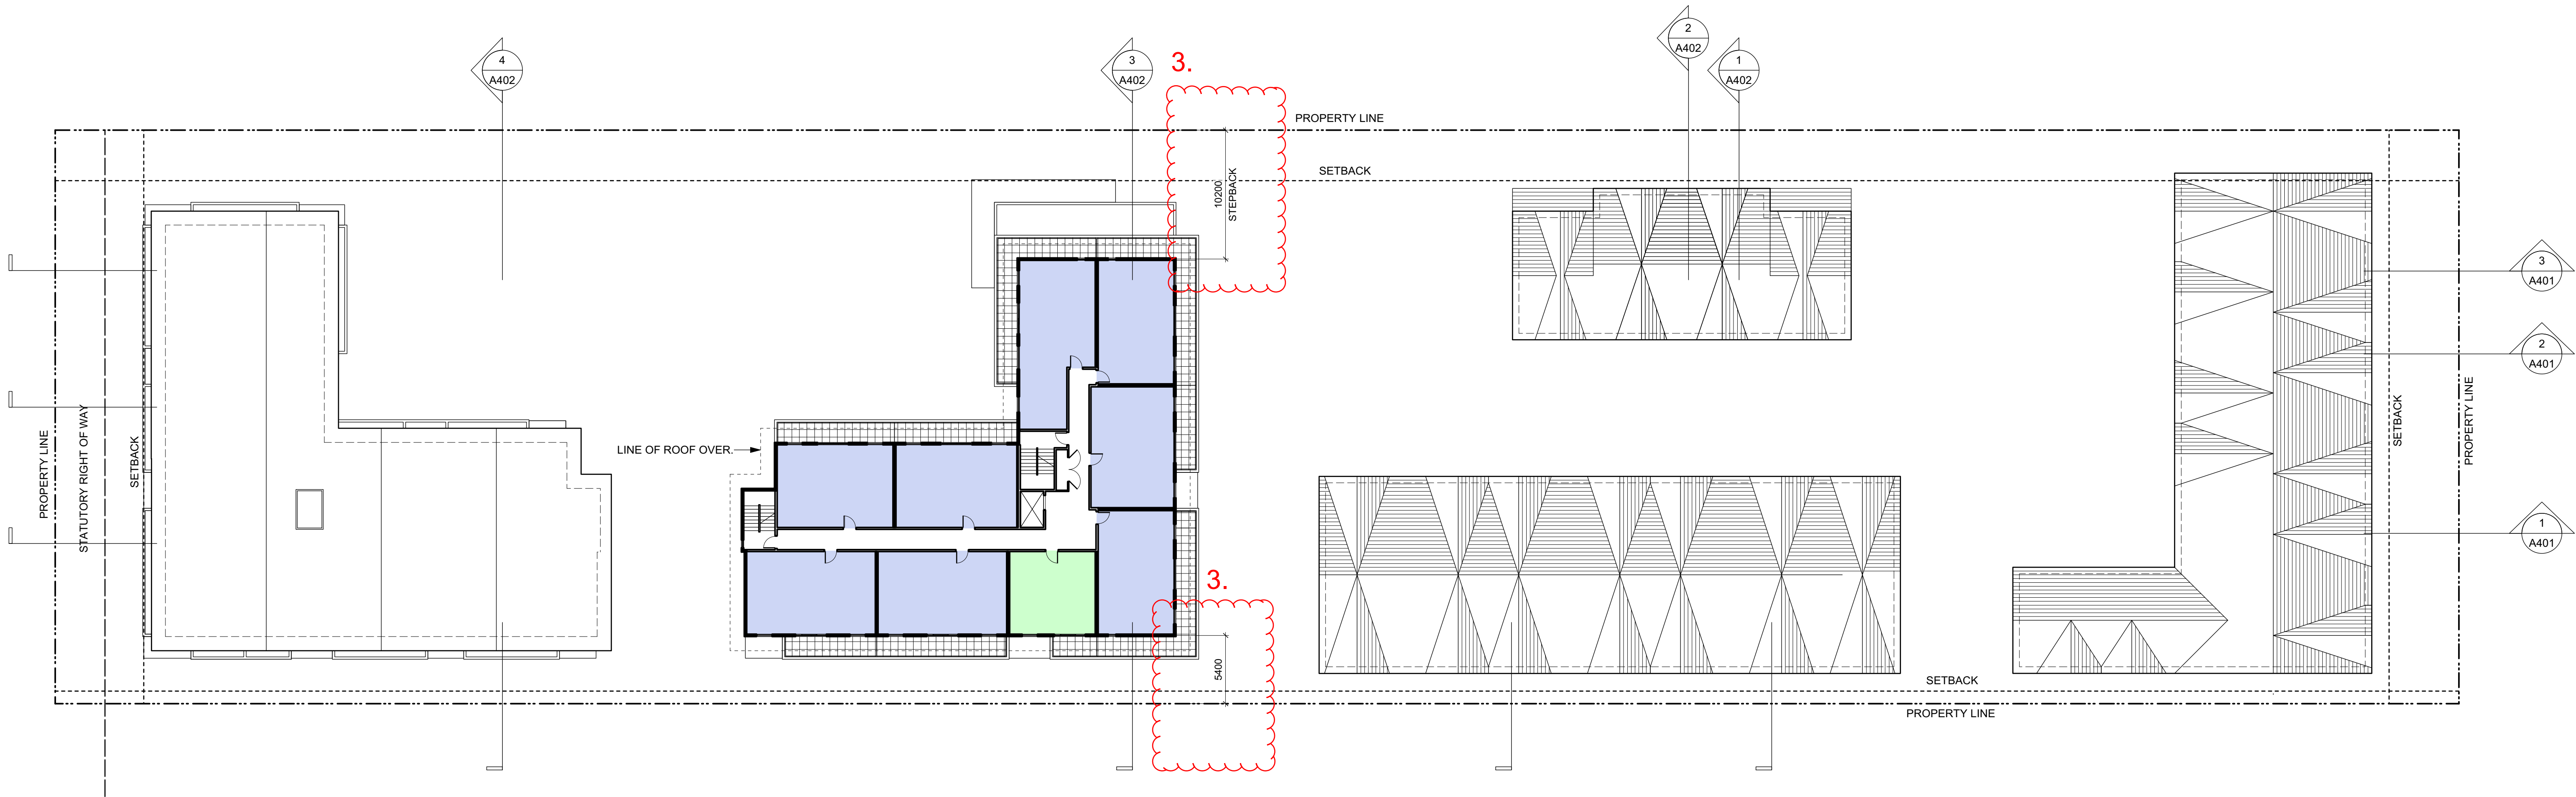 2
A402
4
A402
3
A402
3.
1
A402
PROPERTY LINE
SETBACK
10200
STEPBACK
3
A401
2
A401
1
A401
PROPERTY LINE
STATUTORY RIGHT OF WAY
SETBACK
LINE OF ROOF OVER.
SETBACK
PROPERTY LINE
3.
5400
SETBACK
PROPERTY LINE